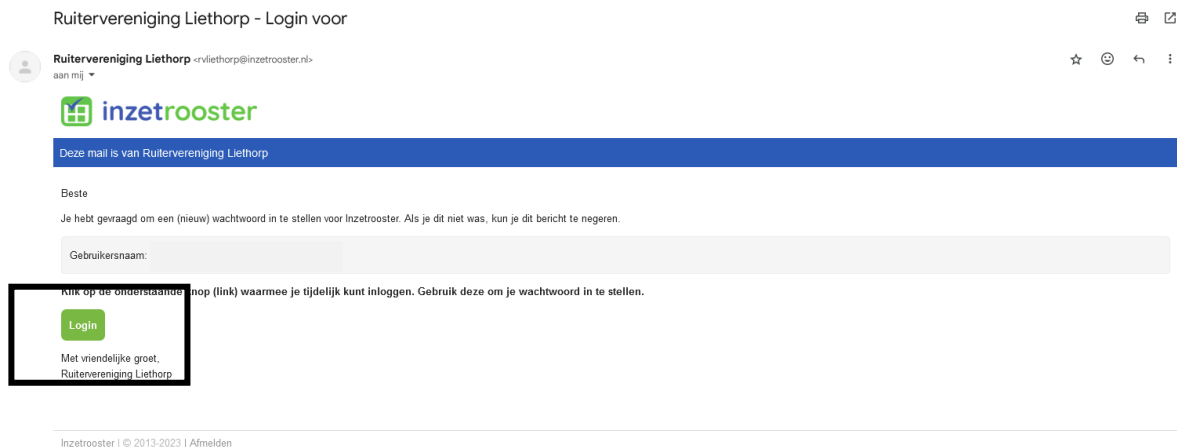 Ruitervereniging Liethorp - Login voor
Ruitervereniging Liethorp <rvliethorp@inzetrooster.nl>
aan mij
inzetrooster
Deze mail is van Ruitervereniging Liethorp
Beste
Je hebt gevraagd om een (nieuw) wachtwoord in te stellen voor Inzetrooster. Als je dit niet was, kun je dit bericht te negeren.
Gebruikersnaam:
Klik op de onderstaande knop (link) waarmee je tijdelijk kunt inloggen. Gebruik deze om je wachtwoord in te stellen.
Login
Met vriendelijke groet,
Ruitervereniging Liethorp
Inzetrooster | © 2013-2023 | Afmelden